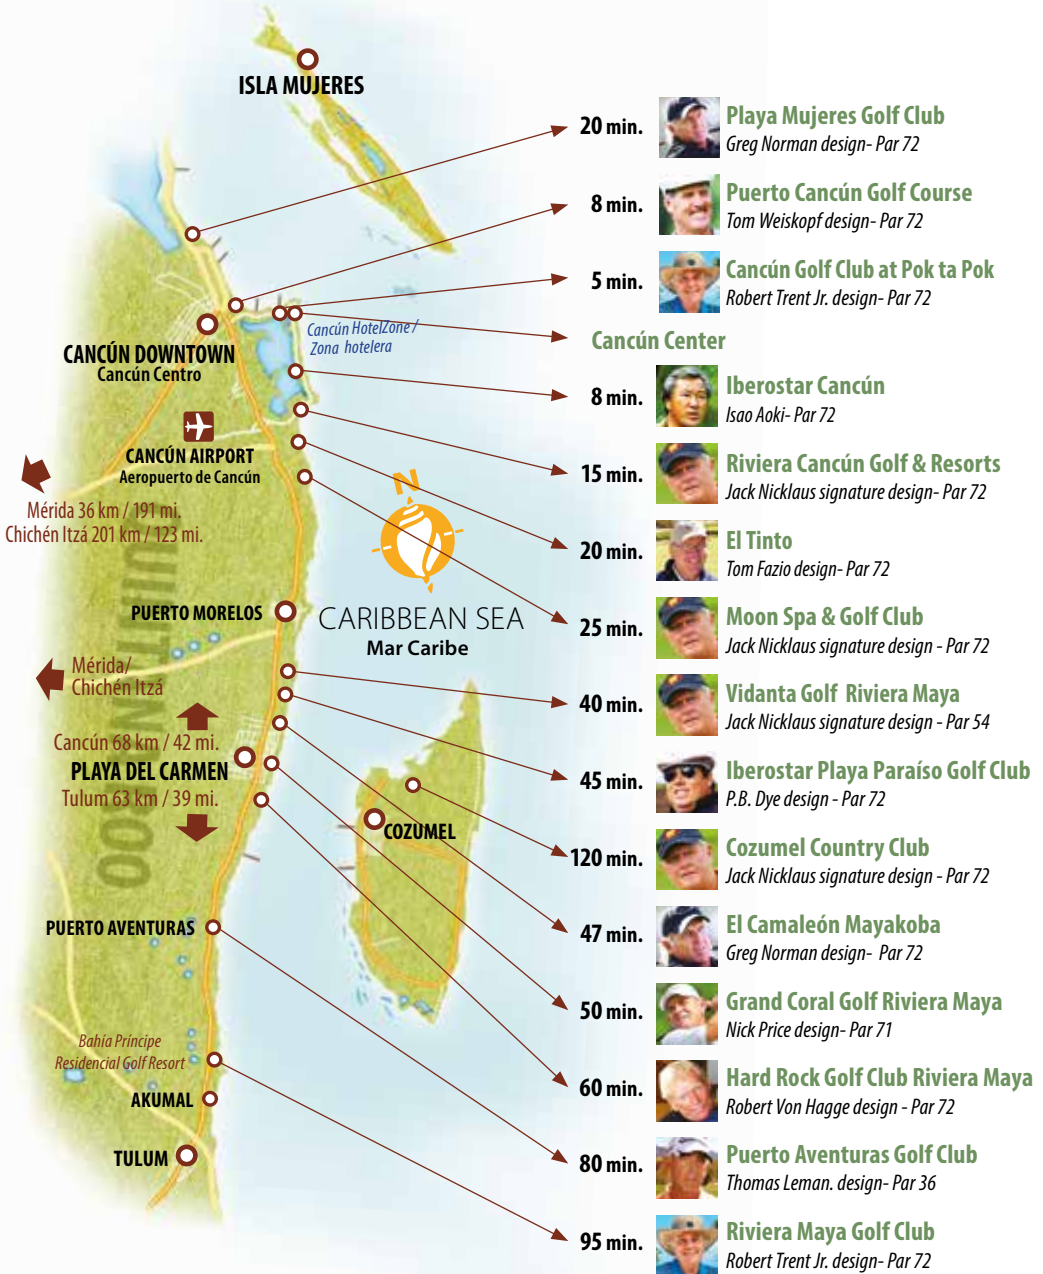 ISLA MUJERES
20 min.
Playa Mujeres Golf Club
Greg Norman design- Par 72
8 min.
Puerto Cancún Golf Course
Tom Weiskopf design- Par 72
5 min.
Cancún Golf Club at Pok ta Pok
Robert Trent Jr. design- Par 72
Cancún HotelZone /
Zona hotelera
Cancún Center
CANCÚN DOWNTOWN
Cancún Centro
8 min.
Iberostar Cancún
Isao Aoki- Par 72
CANCÚN AIRPORT
Aeropuerto de Cancún
15 min.
Riviera Cancún Golf & Resorts
Jack Nicklaus signature design- Par 72
Mérida 36 km / 191 mi.
Chichén Itzá 201 km / 123 mi.
N
20 min.
El Tinto
Tom Fazio design- Par 72
QUINTANA ROO
PUERTO MORELOS
CARIBBEAN SEA
Mar Caribe
25 min.
Moon Spa & Golf Club
Jack Nicklaus signature design- Par 72
Mérida/
Chichén Itzá
40 min.
Vidanta Golf Riviera Maya
Jack Nicklaus signature design - Par 54
Cancún 68 km / 42 mi.
PLAYA DEL CARMEN
Tulum 63 km / 39 mi.
45 min.
Iberostar Playa Paraíso Golf Club
P.B. Dye design - Par 72
COZUMEL
120 min.
Cozumel Country Club
Jack Nicklaus signature design - Par 72
PUERTO AVENTURAS
47 min.
El Camaleón Mayakoba
Greg Norman design- Par 72
50 min.
Grand Coral Golf Riviera Maya
Nick Price design- Par 71
Bahía Príncipe
Residencial Golf Resort
AKUMAL
60 min.
Hard Rock Golf Club Riviera Maya
Robert Von Hagge design - Par 72
TULUM
80 min.
Puerto Aventuras Golf Club
Thomas Leman. design- Par 36
95 min.
Riviera Maya Golf Club
Robert Trent Jr. design- Par 72